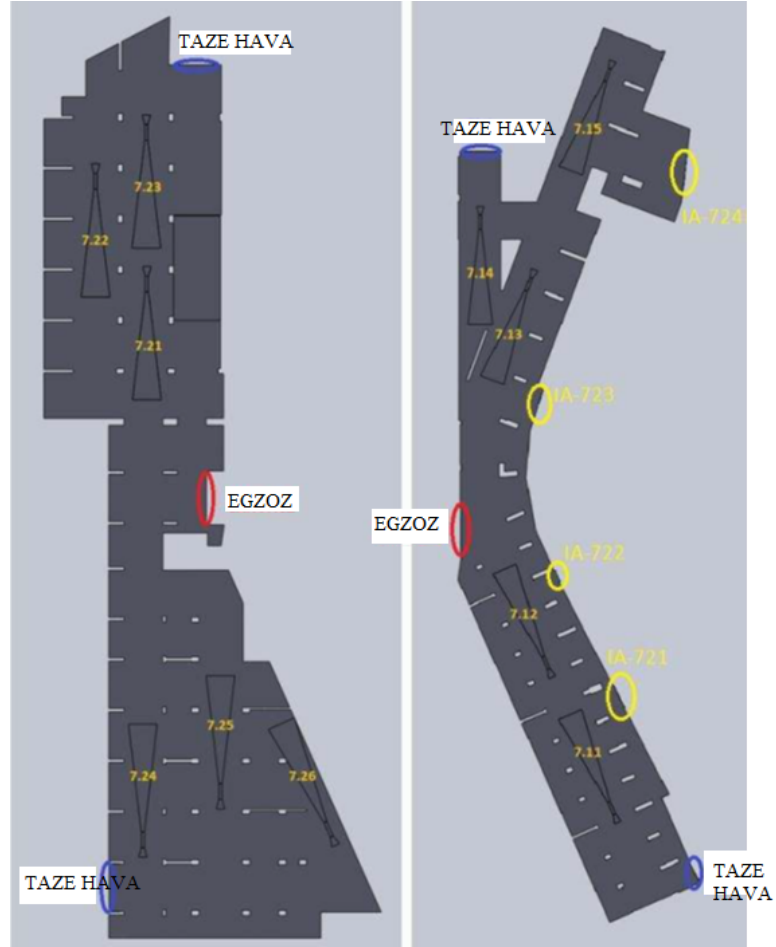 TAZE HAVA
7.23
7.22
7.21
EGZOZ
7.25
7.24
7.26
TAZE HAVA
7.15
TAZE HAVA
IA-724
7.14
7.13
IA-723
EGZOZ
IA-722
7.12
IA-721
7.11
TAZE
HAVA